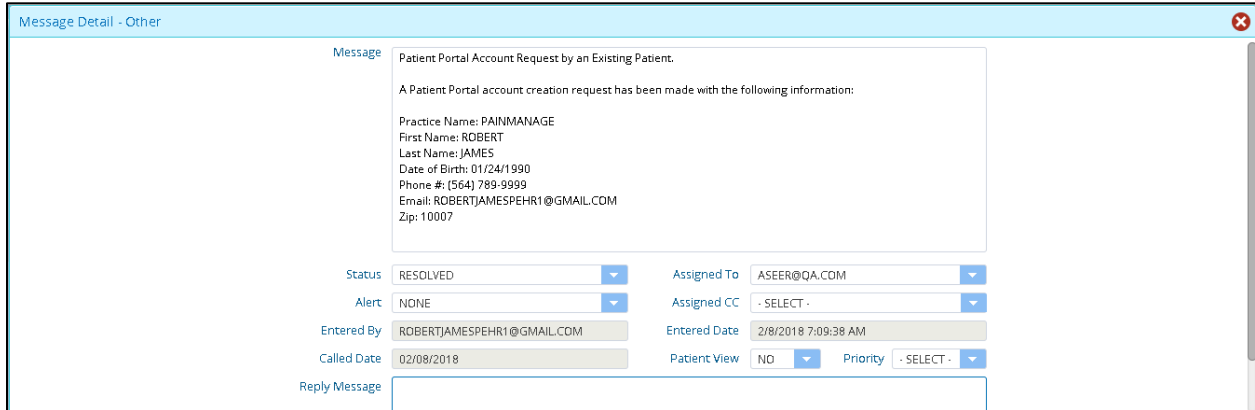 Message Detail - Other
Message
Patient Portal Account Request by an Existing Patient.
A Patient Portal account creation request has been made with the following information:
Practice Name: PAINMANAGE
First Name: ROBERT
Last Name: JAMES
Date of Birth: 01/24/1990
Phone #: (564) 789-9999
Email: ROBERTJAMESPEHR1@GMAIL.COM
Zip: 10007
Status RESOLVED Assigned To ASEER@QA.COM
Alert NONE Assigned CC - SELECT -
Entered By ROBERTJAMESPEHR1@GMAIL.COM Entered Date 2/8/2018 7:09:38 AM
Called Date 02/08/2018 Patient View NO Priority - SELECT -
Reply Message